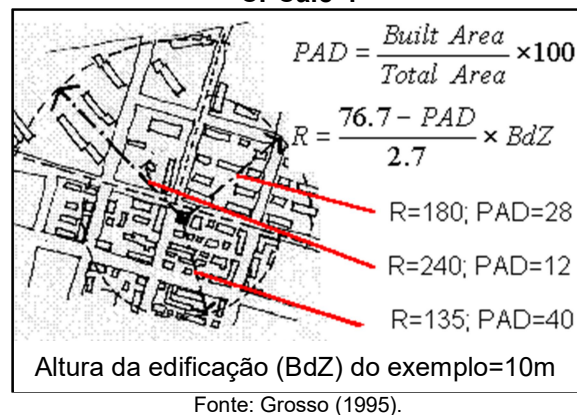 PAD = Built Area / Total Area ×100
R = 76.7 − PAD / 2.7 × BdZ
R=180; PAD=28
R=240; PAD=12
R=135; PAD=40
Altura da edificação (BdZ) do exemplo=10m
Fonte: Grosso (1995).